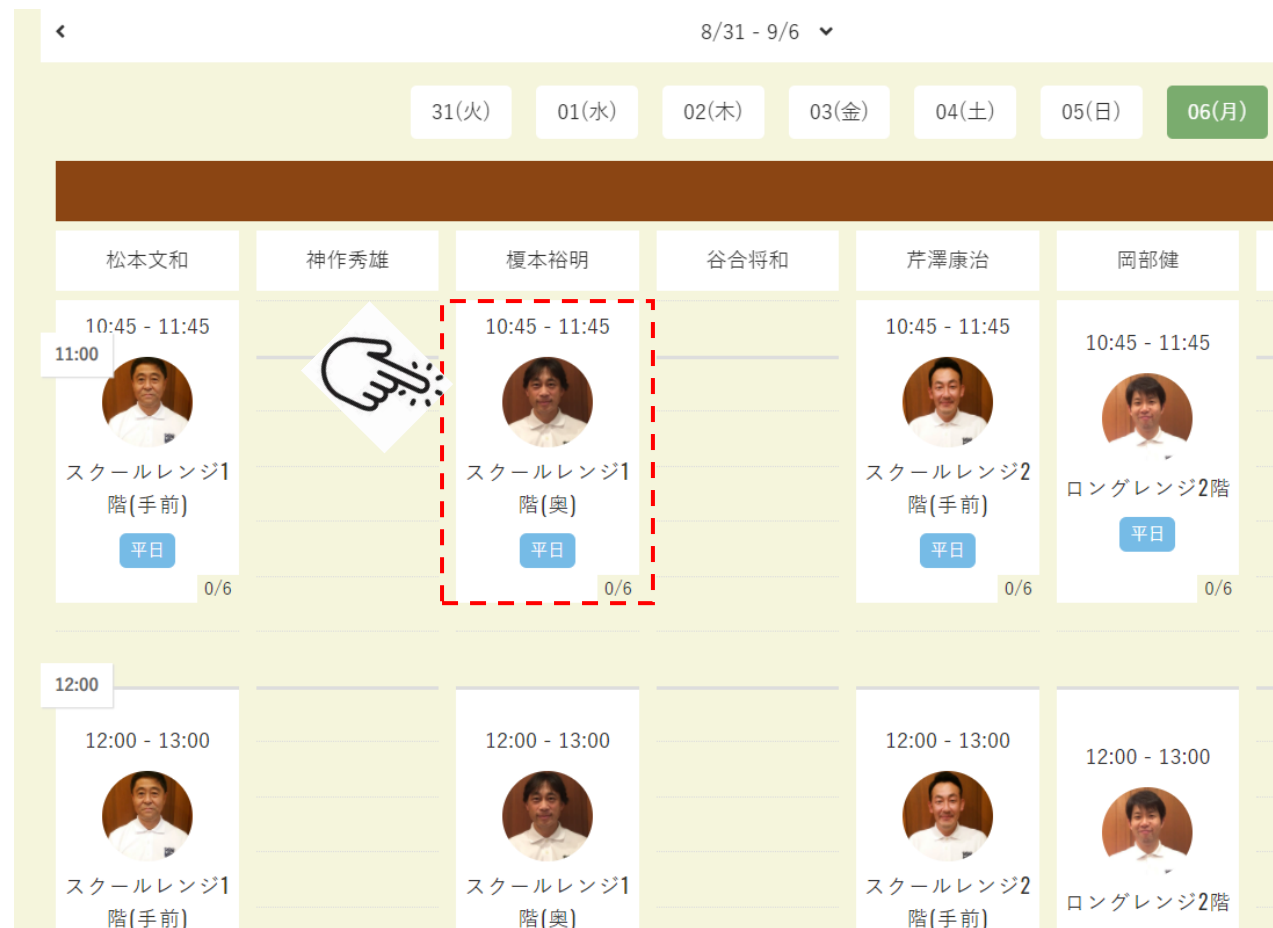 8/31 - 9/6
31(火) 01(水) 02(木) 03(金) 04(土) 05(日) 06(月)
松本文和 神作秀雄 榎本裕明 谷合将和 芹澤康治 岡部健
10:45 - 11:45 10:45 - 11:45 10:45 - 11:45 10:45 - 11:45
11:00
スクールレンジ1 スクールレンジ1 スクールレンジ2 ロングレンジ2階
階(手前) 階(奥) 階(手前)
平日 平日 平日 平日
0/6 0/6 0/6 0/6
12:00
12:00 - 13:00 12:00 - 13:00 12:00 - 13:00 12:00 - 13:00
スクールレンジ1 スクールレンジ1 スクールレンジ2 ロングレンジ2階
階(手前) 階(奥) 階(手前)